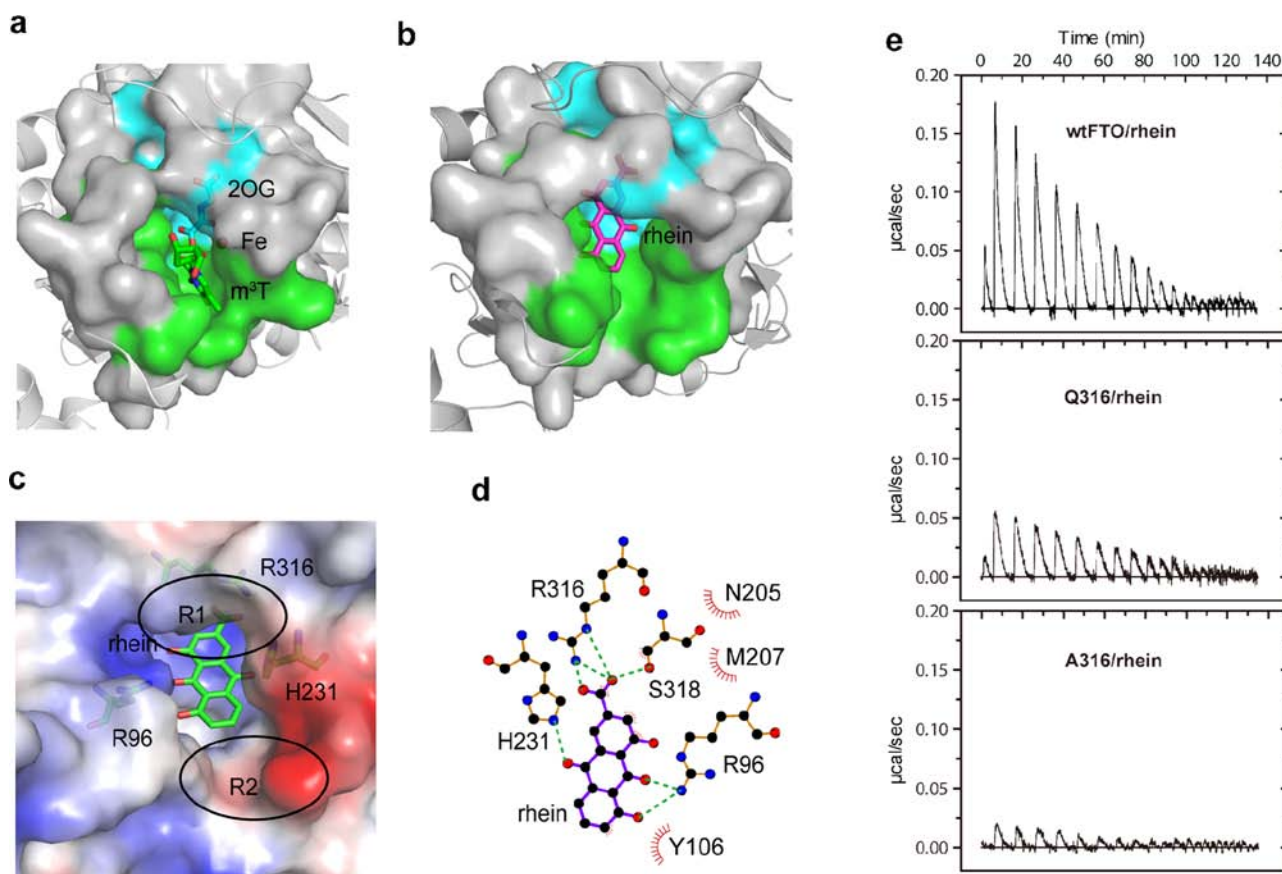 a
2OG
Fe
m³T
b
rhein
c
R316
R1
rhein
H231
R96
R2
d
R316
N205
M207
S318
H231
R96
rhein
Y106
e
Time (min)
0 20 40 60 80 100 120 140
0.20
wtFTO/rhein
0.15
0.10
0.05
0.00
µcal/sec
0.20
Q316/rhein
0.15
0.10
0.05
0.00
µcal/sec
0.20
A316/rhein
0.15
0.10
0.05
0.00
µcal/sec